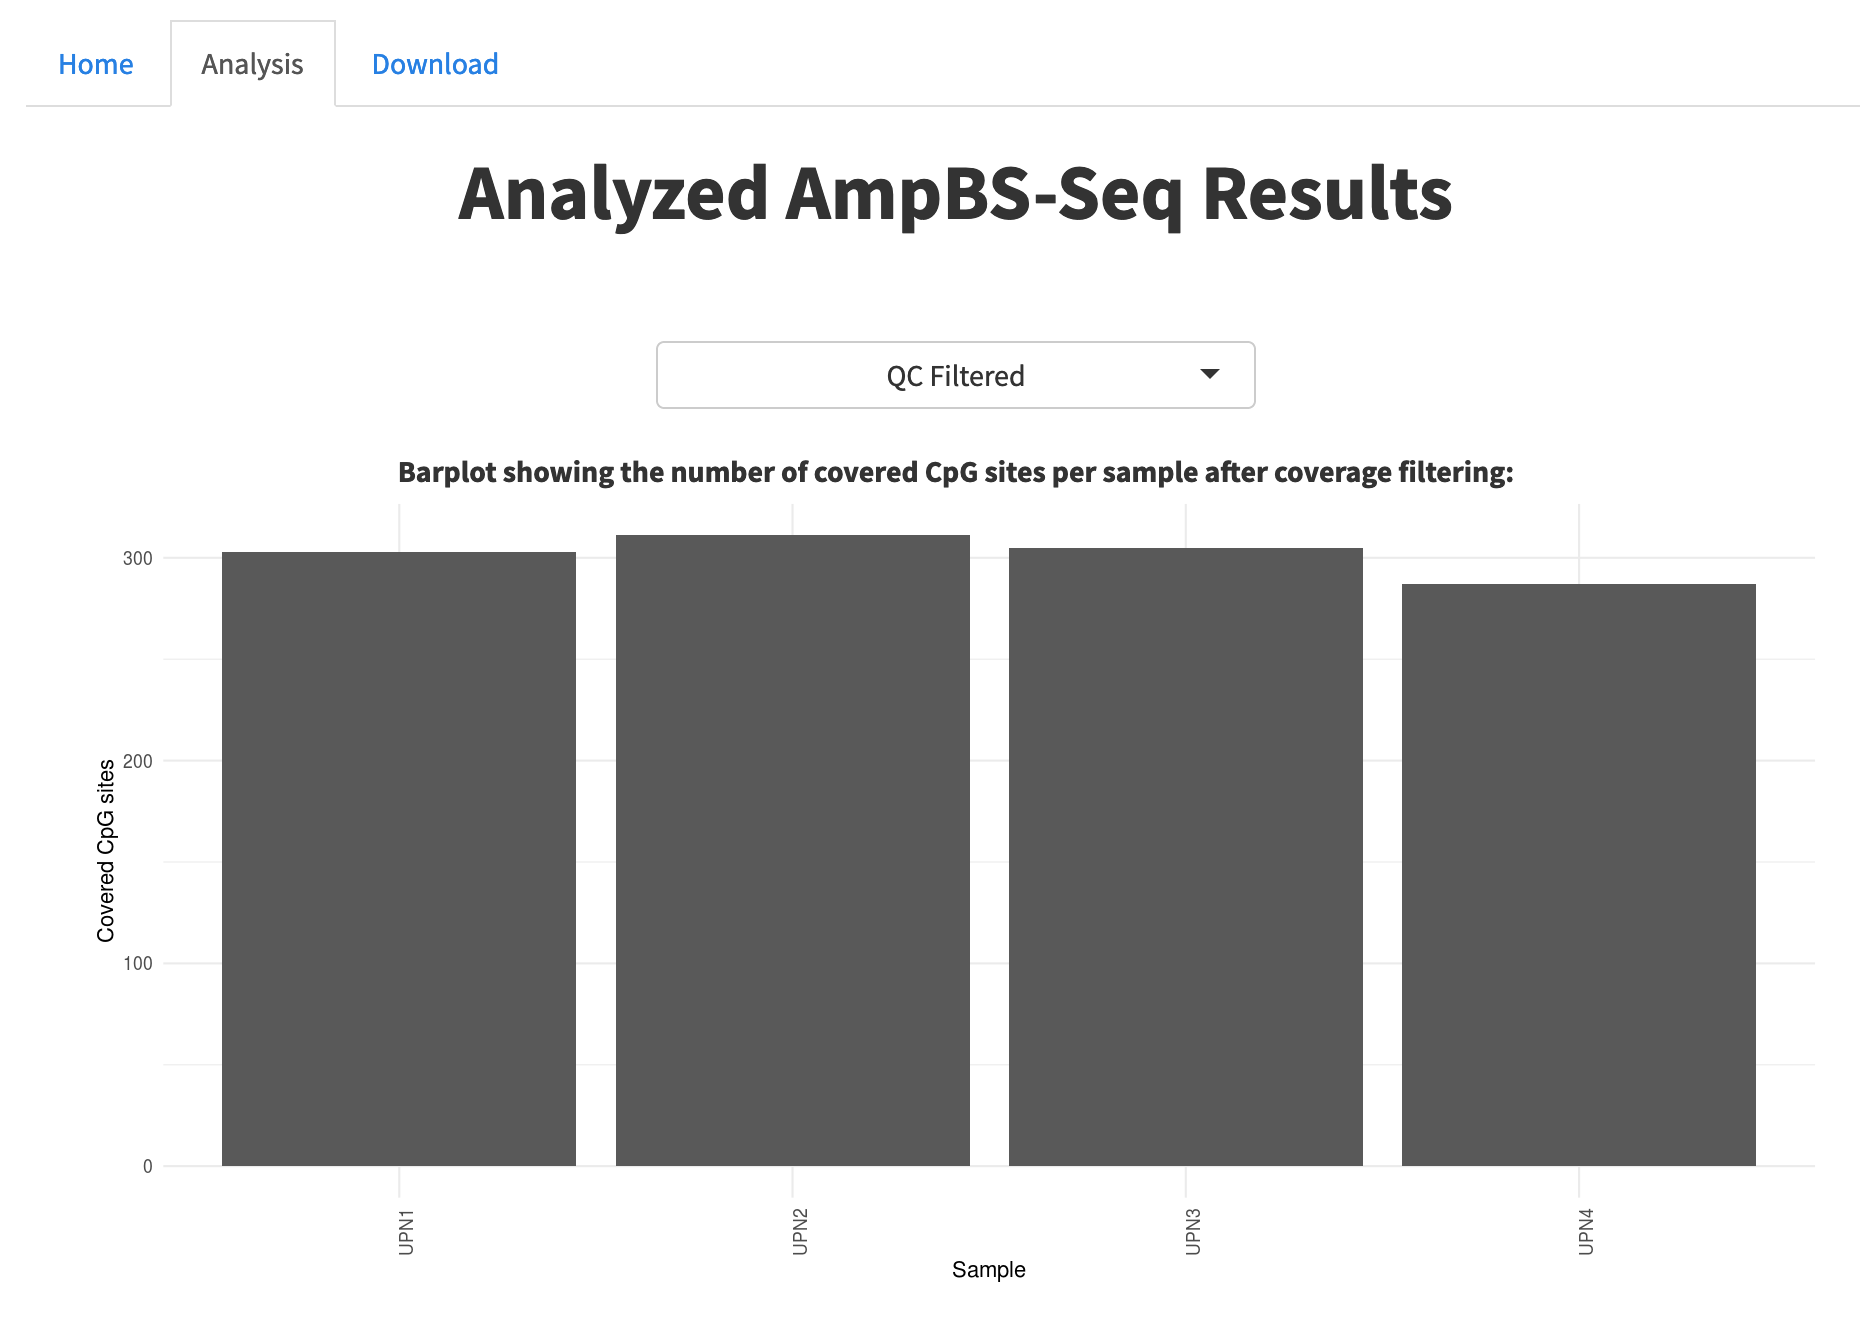 Home Analysis Download
Analyzed AmpBS-Seq Results
QC Filtered
Barplot showing the number of covered CpG sites per sample after coverage filtering:
300
200
100
0
Covered CpG sites
UPN1 UPN2 UPN3 UPN4
Sample